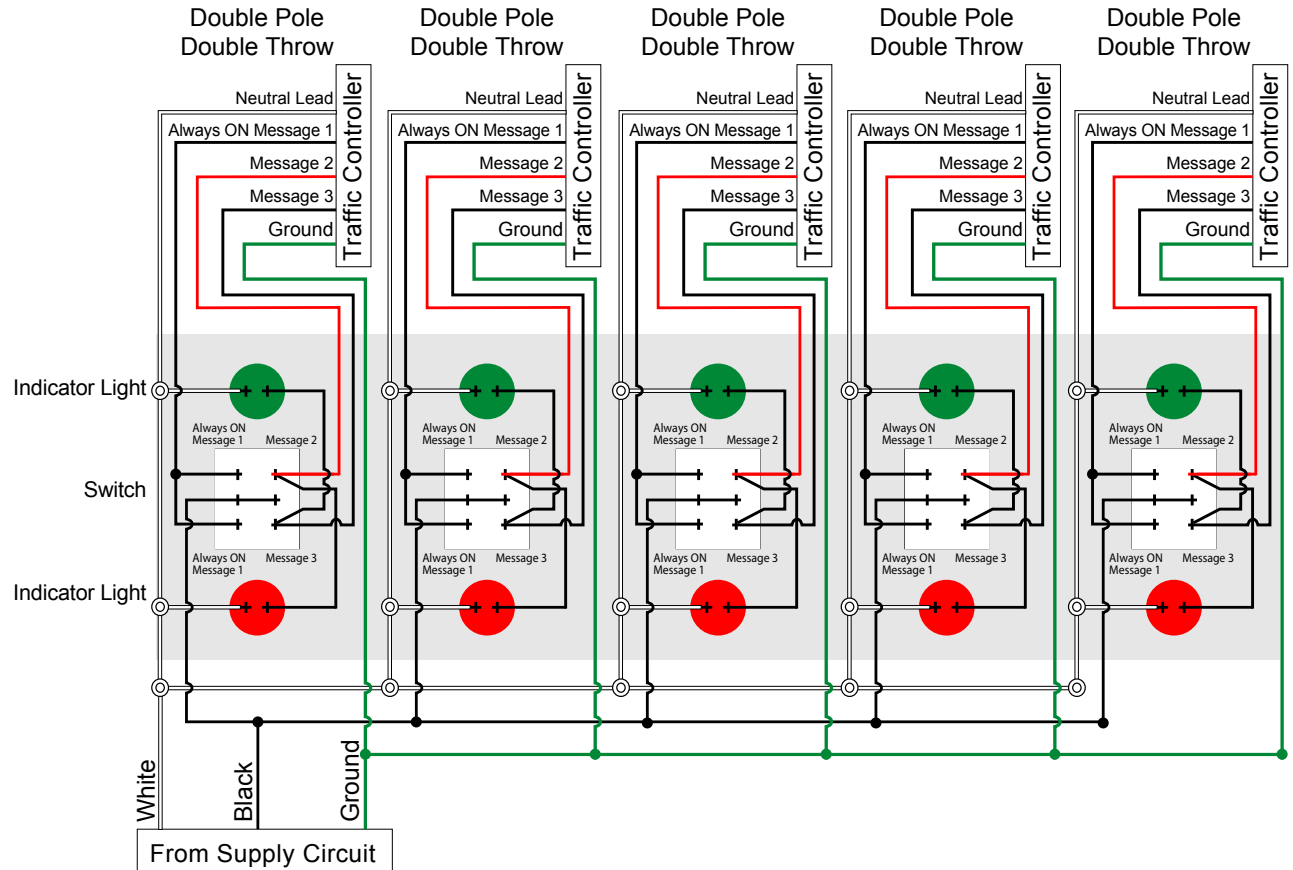 Double Pole
Double Throw
Double Pole
Double Throw
Double Pole
Double Throw
Double Pole
Double Throw
Double Pole
Double Throw
Neutral Lead
Always ON Message 1
Message 2
Message 3
Ground
Traffic Controller
Neutral Lead
Always ON Message 1
Message 2
Message 3
Ground
Traffic Controller
Neutral Lead
Always ON Message 1
Message 2
Message 3
Ground
Traffic Controller
Neutral Lead
Always ON Message 1
Message 2
Message 3
Ground
Traffic Controller
Neutral Lead
Always ON Message 1
Message 2
Message 3
Ground
Traffic Controller
Indicator Light
Switch
Indicator Light
Always ON
Message 1
Message 2
Always ON
Message 1
Message 3
Always ON
Message 1
Message 2
Always ON
Message 1
Message 3
Always ON
Message 1
Message 2
Always ON
Message 1
Message 3
Always ON
Message 1
Message 2
Always ON
Message 1
Message 3
Always ON
Message 1
Message 2
Always ON
Message 1
Message 3
White
Black
Ground
From Supply Circuit